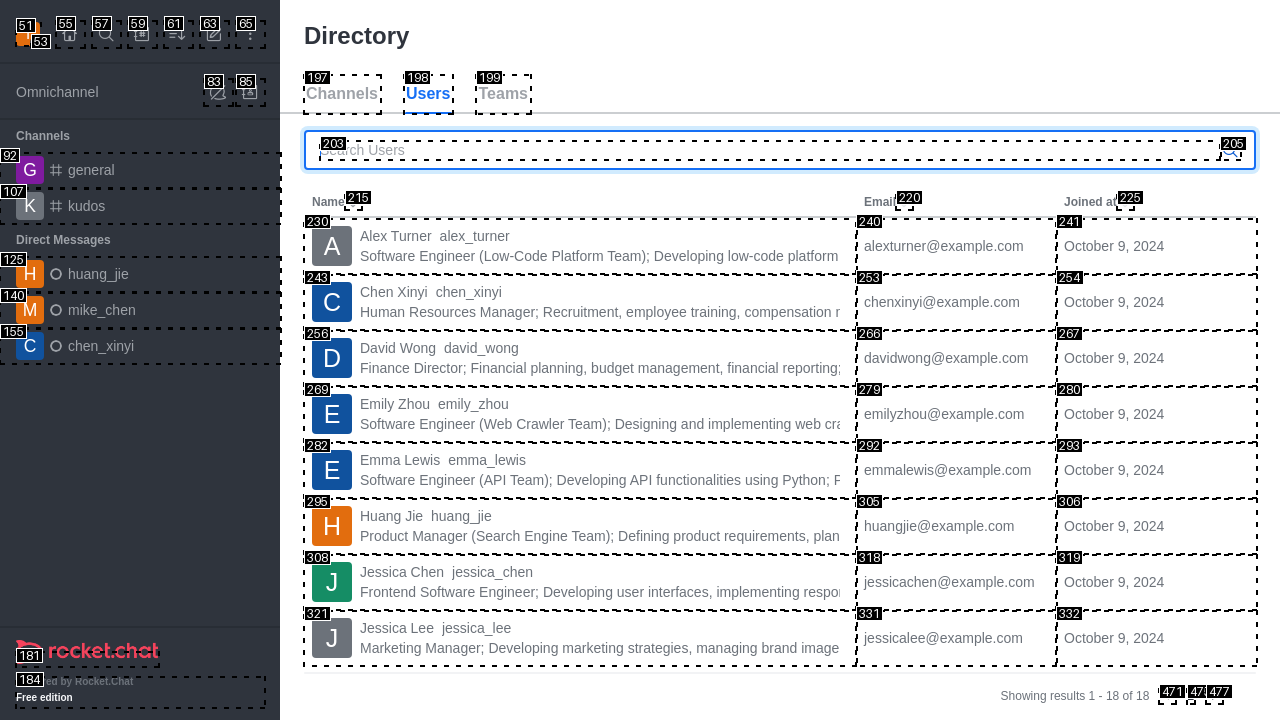 51
53
55
57
59
61
63
65
Omnichannel
83
85
Channels
92
G
general
107
K
kudos
Direct Messages
125
H
huang_jie
140
M
mike_chen
155
C
chen_xinyi
181
rocket.chat
184
ed by Rocket.Chat
Free edition
Directory
197
Channels
198
Users
199
Teams
203
Search Users
205
Name
215
Email
220
Joined at
225
230
A
Alex Turner alex_turner
Software Engineer (Low-Code Platform Team); Developing low-code platform
240
alexturner@example.com
241
October 9, 2024
243
C
Chen Xinyi chen_xinyi
Human Resources Manager; Recruitment, employee training, compensation
253
chenxinyi@example.com
254
October 9, 2024
256
D
David Wong david_wong
Finance Director; Financial planning, budget management, financial reporting;
266
davidwong@example.com
267
October 9, 2024
269
E
Emily Zhou emily_zhou
Software Engineer (Web Crawler Team); Designing and implementing web
279
emilyzhou@example.com
280
October 9, 2024
282
E
Emma Lewis emma_lewis
Software Engineer (API Team); Developing API functionalities using Python;
292
emmalewis@example.com
293
October 9, 2024
295
H
Huang Jie huang_jie
Product Manager (Search Engine Team); Defining product requirements, plan
305
huangjie@example.com
306
October 9, 2024
308
J
Jessica Chen jessica_chen
Frontend Software Engineer; Developing user interfaces, implementing
318
jessicachen@example.com
319
October 9, 2024
321
J
Jessica Lee jessica_lee
Marketing Manager; Developing marketing strategies, managing brand image
331
jessicalee@example.com
332
October 9, 2024
Showing results 1 - 18 of 18
471
477